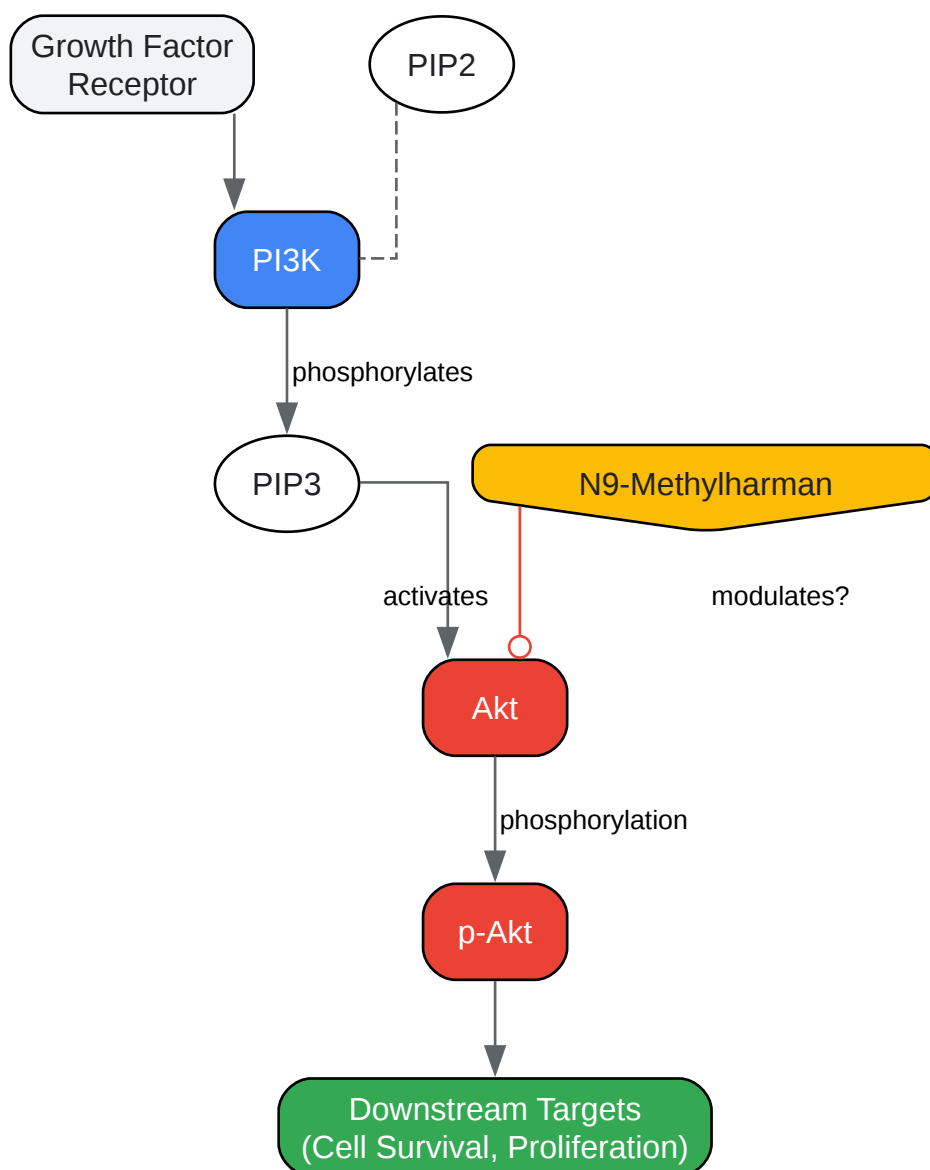 Growth Factor
Receptor
PIP2
PI3K
phosphorylates
PIP3
N9-Methylharman
activates
modulates?
Akt
phosphorylation
p-Akt
Downstream Targets
(Cell Survival, Proliferation)